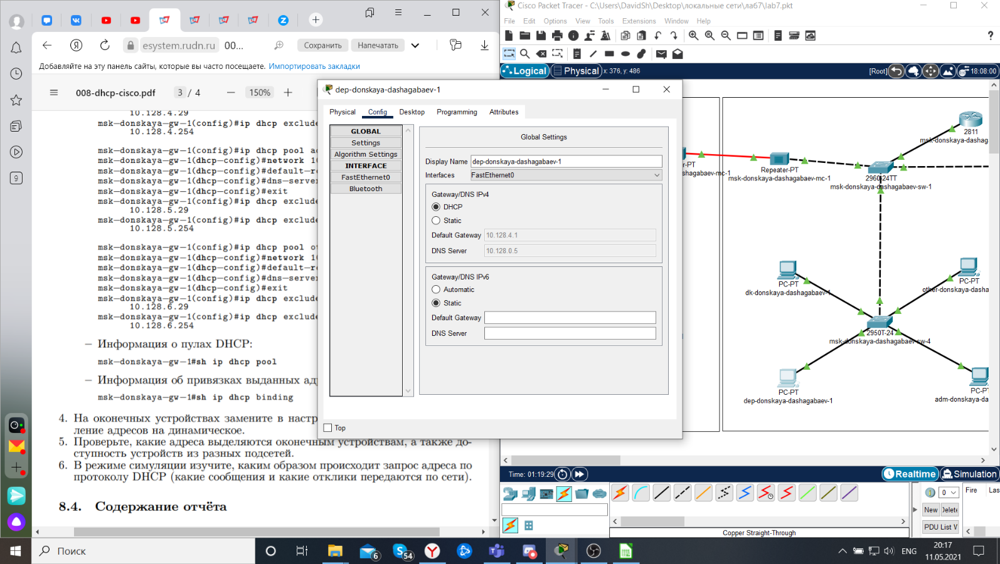 esystem.rudn.ru
00...
Сохранить
Напечатать
Добавляйте на эту панель сайты, которые вы часто посещаете. Импортировать закладки
008-dhcp-cisco.pdf
3 / 4
150%
9
10.128.4.29
msk-donskaya-gw-1(config)#ip dhcp exclude
10.128.4.254
msk-donskaya-gw-1(config)#ip dhcp pool a
msk-donskaya-gw-1(dhcp-config)#network 1
msk-donskaya-gw-1(dhcp-config)#default-r
msk-donskaya-gw-1(dhcp-config)#dns-server
msk-donskaya-gw-1(dhcp-config)#exit
msk-donskaya-gw-1(config)#ip dhcp exclud
10.128.5.29
msk-donskaya-gw-1(config)#ip dhcp exclud
10.128.5.254
msk-donskaya-gw-1(config)#ip dhcp pool o
msk-donskaya-gw-1(dhcp-config)#network 1
msk-donskaya-gw-1(dhcp-config)#default-r
msk-donskaya-gw-1(dhcp-config)#dns-server
msk-donskaya-gw-1(dhcp-config)#exit
msk-donskaya-gw-1(config)#ip dhcp exclud
10.128.6.29
msk-donskaya-gw-1(config)#ip dhcp exclud
10.128.6.254
– Информация о пулах DHCP:
msk-donskaya-gw-1#sh ip dhcp pool
– Информация об привязках выданных ад
msk-donskaya-gw-1#sh ip dhcp binding
4. На оконечных устройствах замените в настр
ление адресов на динамическое.
5. Проверьте, какие адреса выделяются оконечным устройствам, а также до-
ступность устройств из разных подсетей.
6. В режиме симуляции изучите, каким образом происходит запрос адреса по
протоколу DHCP (какие сообщения и какие отклики передаются по сети).
8.4. Содержание отчёта
dep-donskaya-dashagabaev-1
Physical Config Desktop Programming Attributes
GLOBAL
Settings
Algorithm Settings
INTERFACE
FastEthernet0
Bluetooth
Global Settings
Display Name dep-donskaya-dashagabaev-1
Interfaces FastEthernet0
Gateway/DNS IPv4
DHCP
Static
Default Gateway 10.128.4.1
DNS Server 10.128.0.5
Gateway/DNS IPv6
Automatic
Static
Default Gateway
DNS Server
Top
Cisco Packet Tracer - C:\Users\DavidSh\Desktop\локальные сети\лаб7\lab7.pkt
File Edit Options View Tools Extensions Window Help
?
Logical Physical x: 376, y: 486
[Root] 18:08:00
2811
msk-donskaya-dashag
r-PT
shagabaev-mc-1
Repeater-PT
msk-donskaya-dashagabaev-mc-1
2960-24TT
msk-donskaya-dashagabaev-sw-1
PC-PT
dk-donskaya-dashagabaev-1
PC-PT
other-donskaya-dasha
2950T-24
msk-donskaya-dashagabaev-sw-4
PC-PT
dep-donskaya-dashagabaev-1
PC-PT
adm-donskaya-da
Time: 01:19:29
Realtime Simulation
0
Fire Las
New Delete
PDU List W
Copper Straight-Through
Поиск
6
54
ENG
20:17
11.05.2021